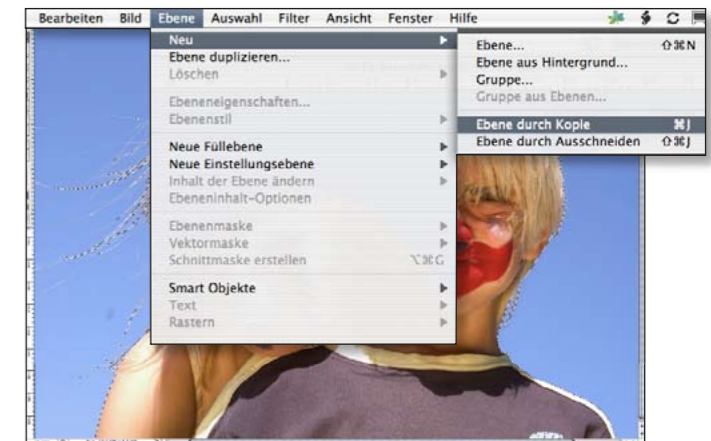 Bearbeiten Bild Ebene Auswahl Filter Ansicht Fenster Hilfe
Neu
Ebene duplizieren...
Löschen
Ebeneneigenschaften...
Ebenenstil
Neue Füllebene
Neue Einstellungsebene
Inhalt der Ebene ändern
Ebeneninhalt-Optionen
Ebenenmaske
Vektormaske
Schnittmaske erstellen ⌥⌘G
Smart Objekte
Text
Rastern
Ebene... ⇧⌘N
Ebene aus Hintergrund...
Gruppe...
Gruppe aus Ebenen...
Ebene durch Kopie ⌘J
Ebene durch Ausschneiden ⇧⌘J